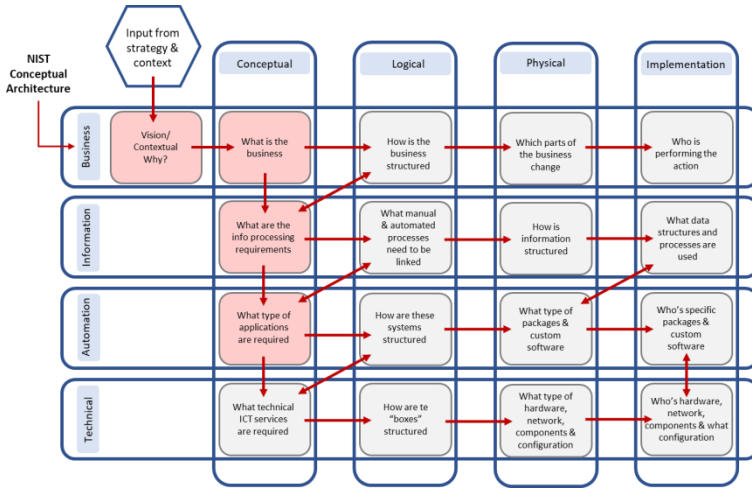 Input from
strategy &
context
NIST
Conceptual
Architecture
Conceptual
Logical
Physical
Implementation
Business
Vision/
Contextual
Why?
What is the
business
How is the
business
structured
Which parts of
the business
change
Who is
performing the
action
Information
What are the
info processing
requirements
What manual
& automated
processes
need to be
linked
How is
information
structured
What data
structures and
processes are
used
Automation
What type of
applications
are required
How are these
systems
structured
What type of
packages &
custom
software
Who's specific
packages &
custom
software
Technical
What technical
ICT services
are required
How are te
"boxes"
structured
What type of
hardware,
network,
components &
configuration
Who's hardware,
network,
components & what
configuration